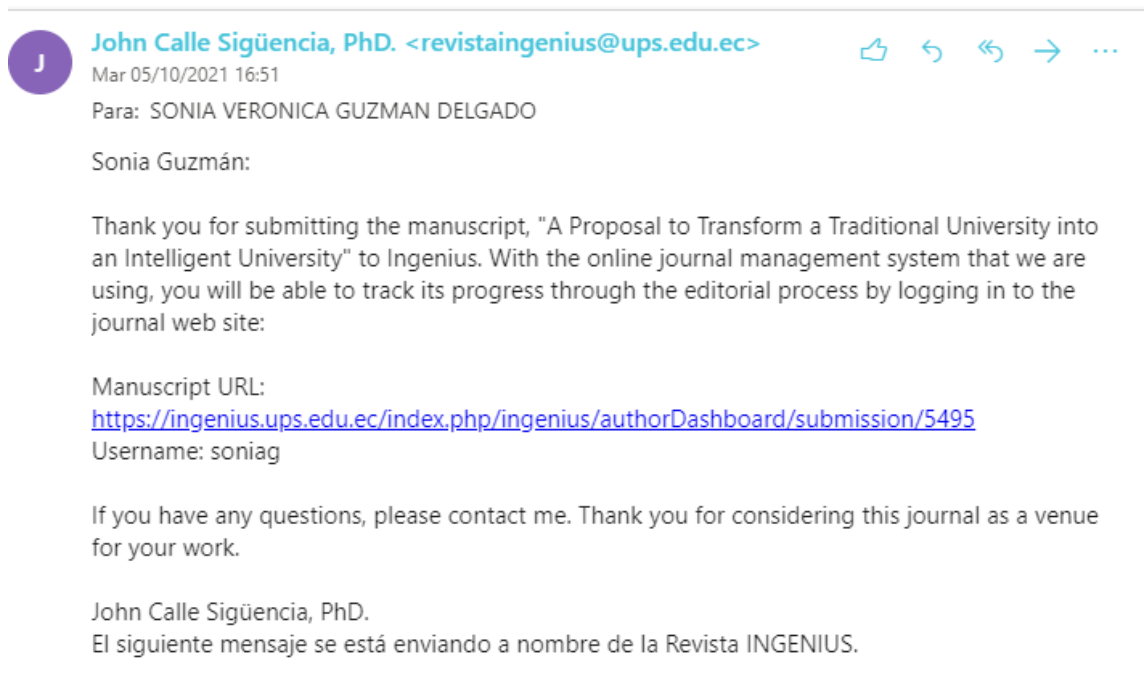 J
John Calle Sigüencia, PhD. <revistaingenius@ups.edu.ec>
Mar 05/10/2021 16:51
Para: SONIA VERONICA GUZMAN DELGADO
Sonia Guzmán:
Thank you for submitting the manuscript, "A Proposal to Transform a Traditional University into
an Intelligent University" to Ingenius. With the online journal management system that we are
using, you will be able to track its progress through the editorial process by logging in to the
journal web site:
Manuscript URL:
https://ingenius.ups.edu.ec/index.php/ingenius/authorDashboard/submission/5495
Username: soniag
If you have any questions, please contact me. Thank you for considering this journal as a venue
for your work.
John Calle Sigüencia, PhD.
El siguiente mensaje se está enviando a nombre de la Revista INGENIUS.